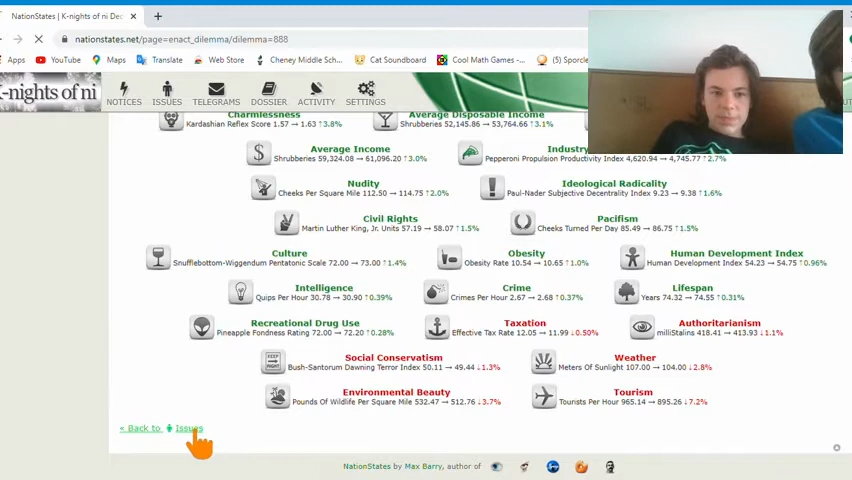 NationStates | K-nights of ni Dec
nationstates.net/page=enact_dilemma/dilemma=888
Apps YouTube Maps Translate Web Store Cheney Middle Sch... Cat Soundboard Cool Math Games -... (5) Sporcle
K-nights of ni NOTICES ISSUES TELEGRAMS DOSSIER ACTIVITY SETTINGS
Charmlessness Average Disposable Income
Kardashian Reflex Score 1.57 → 1.63 ↑3.8% Shrubberies 52,145.86 → 53,764.66 ↑3.1%
Average Income Industry
Shrubberies 59,324.08 → 61,096.20 ↑3.0% Pepperoni Propulsion Productivity Index 4,620.94 → 4,745.77 ↑2.7%
Nudity Ideological Radicality
Cheeks Per Square Mile 112.50 → 114.75 ↑2.0% Paul-Nader Subjective Decentrality Index 9.23 → 9.38 ↑1.6%
Civil Rights Pacifism
Martin Luther King, Jr. Units 57.19 → 58.07 ↑1.5% Cheeks Turned Per Day 85.49 → 86.75 ↑1.5%
Culture Obesity Human Development Index
Snufflebottom-Wiggendum Pentatonic Scale 72.00 → 73.00 ↑1.4% Obesity Rate 10.54 → 10.65 ↑1.0% Human Development Index 54.23 → 54.75 ↑0.96%
Intelligence Crime Lifespan
Quips Per Hour 30.78 → 30.90 ↑0.39% Crimes Per Hour 2.67 → 2.68 ↑0.37% Years 74.32 → 74.55 ↑0.31%
Recreational Drug Use Taxation Authoritarianism
Pineapple Fondness Rating 72.00 → 72.20 ↑0.28% Effective Tax Rate 12.05 → 11.99 ↓0.50% milliStalins 418.41 → 413.93 ↓1.1%
KEEP RIGHT Social Conservatism Weather
Bush-Santorum Dawning Terror Index 50.11 → 49.44 ↓1.3% Meters Of Sunlight 107.00 → 104.00 ↓2.8%
Environmental Beauty Tourism
Pounds Of Wildlife Per Square Mile 532.47 → 512.76 ↓3.7% Tourists Per Hour 965.14 → 895.26 ↓7.2%
< Back to Issues
NationStates by Max Barry, author of